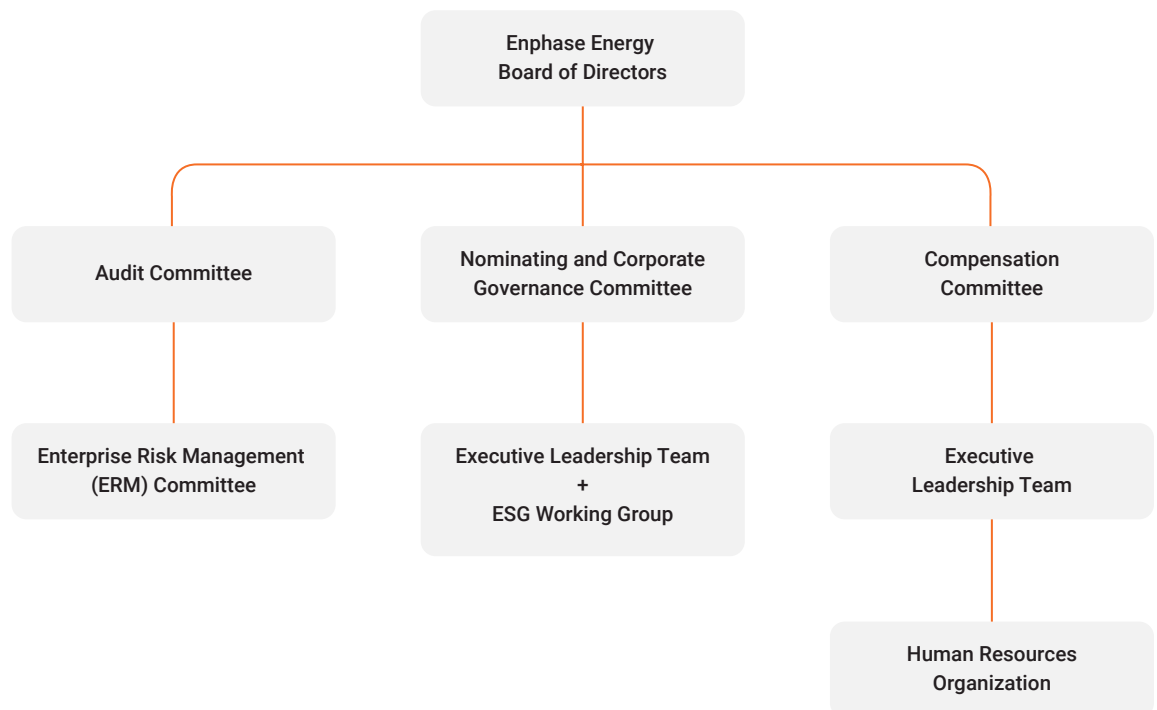 Enphase Energy
Board of Directors
Audit Committee
Nominating and Corporate
Governance Committee
Compensation
Committee
Enterprise Risk Management
(ERM) Committee
Executive Leadership Team
+
ESG Working Group
Executive
Leadership Team
Human Resources
Organization